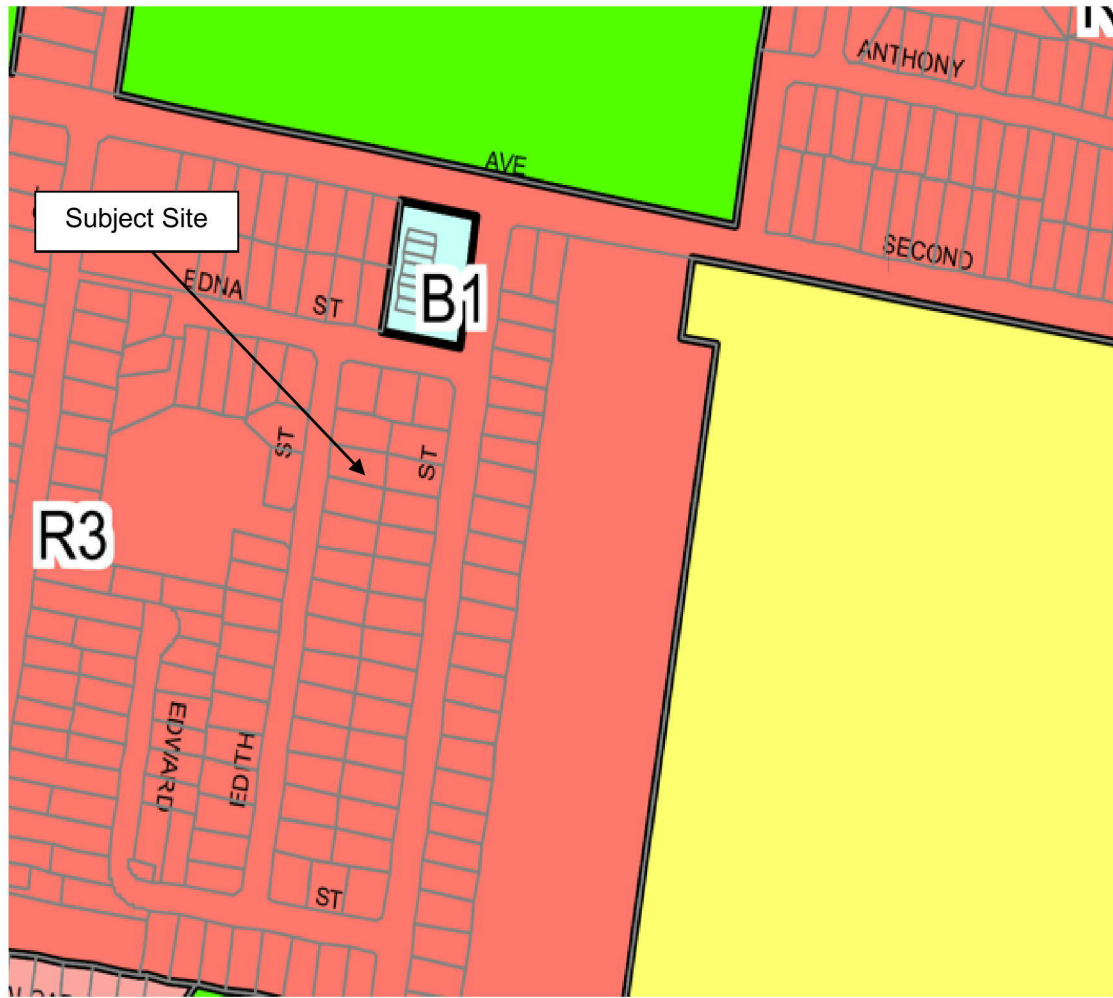 ANTHONY
AVE
Subject Site
SECOND
EDNA
ST
B1
ST
ST
R3
EDWARD
EDITH
ST